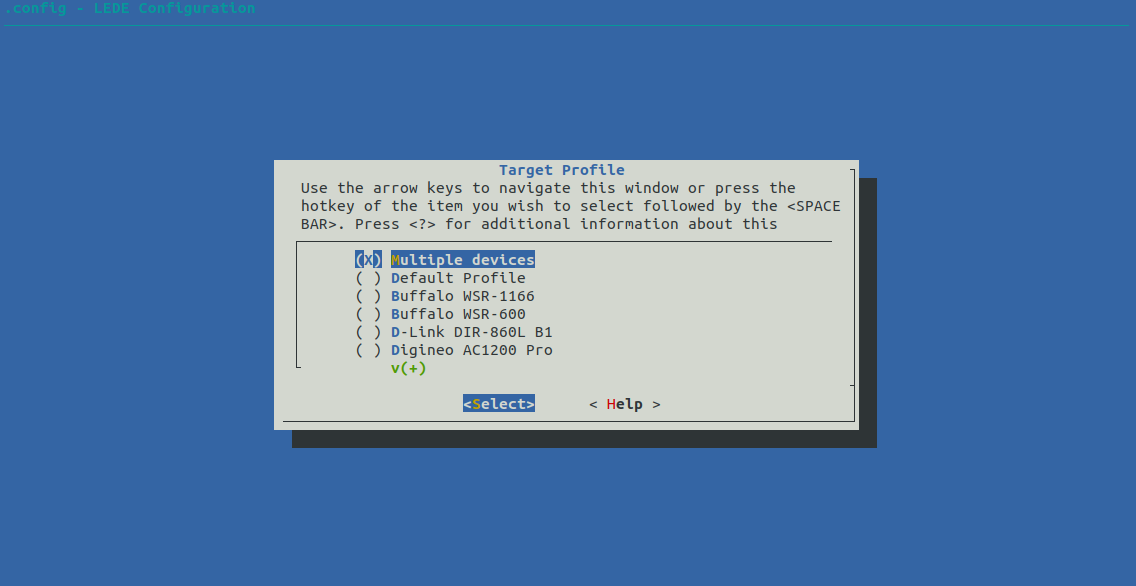 .config - LEDE Configuration
Target Profile
Use the arrow keys to navigate this window or press the
hotkey of the item you wish to select followed by the <SPACE
BAR>. Press <?> for additional information about this
(X) Multiple devices
( ) Default Profile
( ) Buffalo WSR-1166
( ) Buffalo WSR-600
( ) D-Link DIR-860L B1
( ) Digineo AC1200 Pro
v(+)
<Select> < Help >